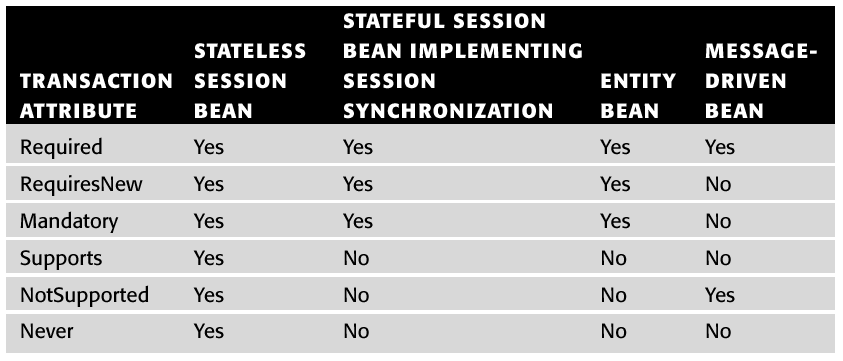 TRANSACTION ATTRIBUTE | STATELESS SESSION BEAN | STATEFUL SESSION BEAN IMPLEMENTING SESSION SYNCHRONIZATION | ENTITY BEAN | MESSAGE-DRIVEN BEAN
Required Yes Yes Yes Yes
RequiresNew Yes Yes Yes No
Mandatory Yes Yes Yes No
Supports Yes No No No
NotSupported Yes No No Yes
Never Yes No No No